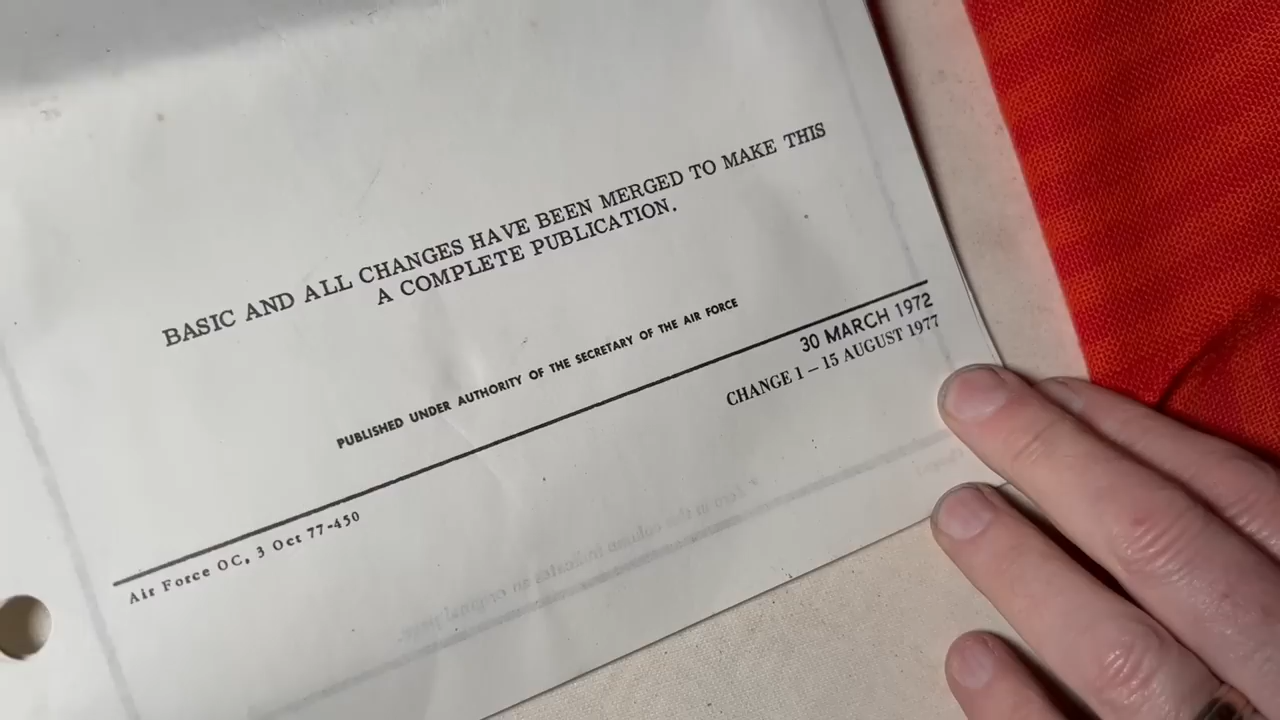 BASIC AND ALL CHANGES HAVE BEEN MERGED TO MAKE THIS
A COMPLETE PUBLICATION.
PUBLISHED UNDER AUTHORITY OF THE SECRETARY OF THE AIR FORCE
30 MARCH 1972
CHANGE 1 — 15 AUGUST 1977
Air Force OC, 3 Oct 77-450